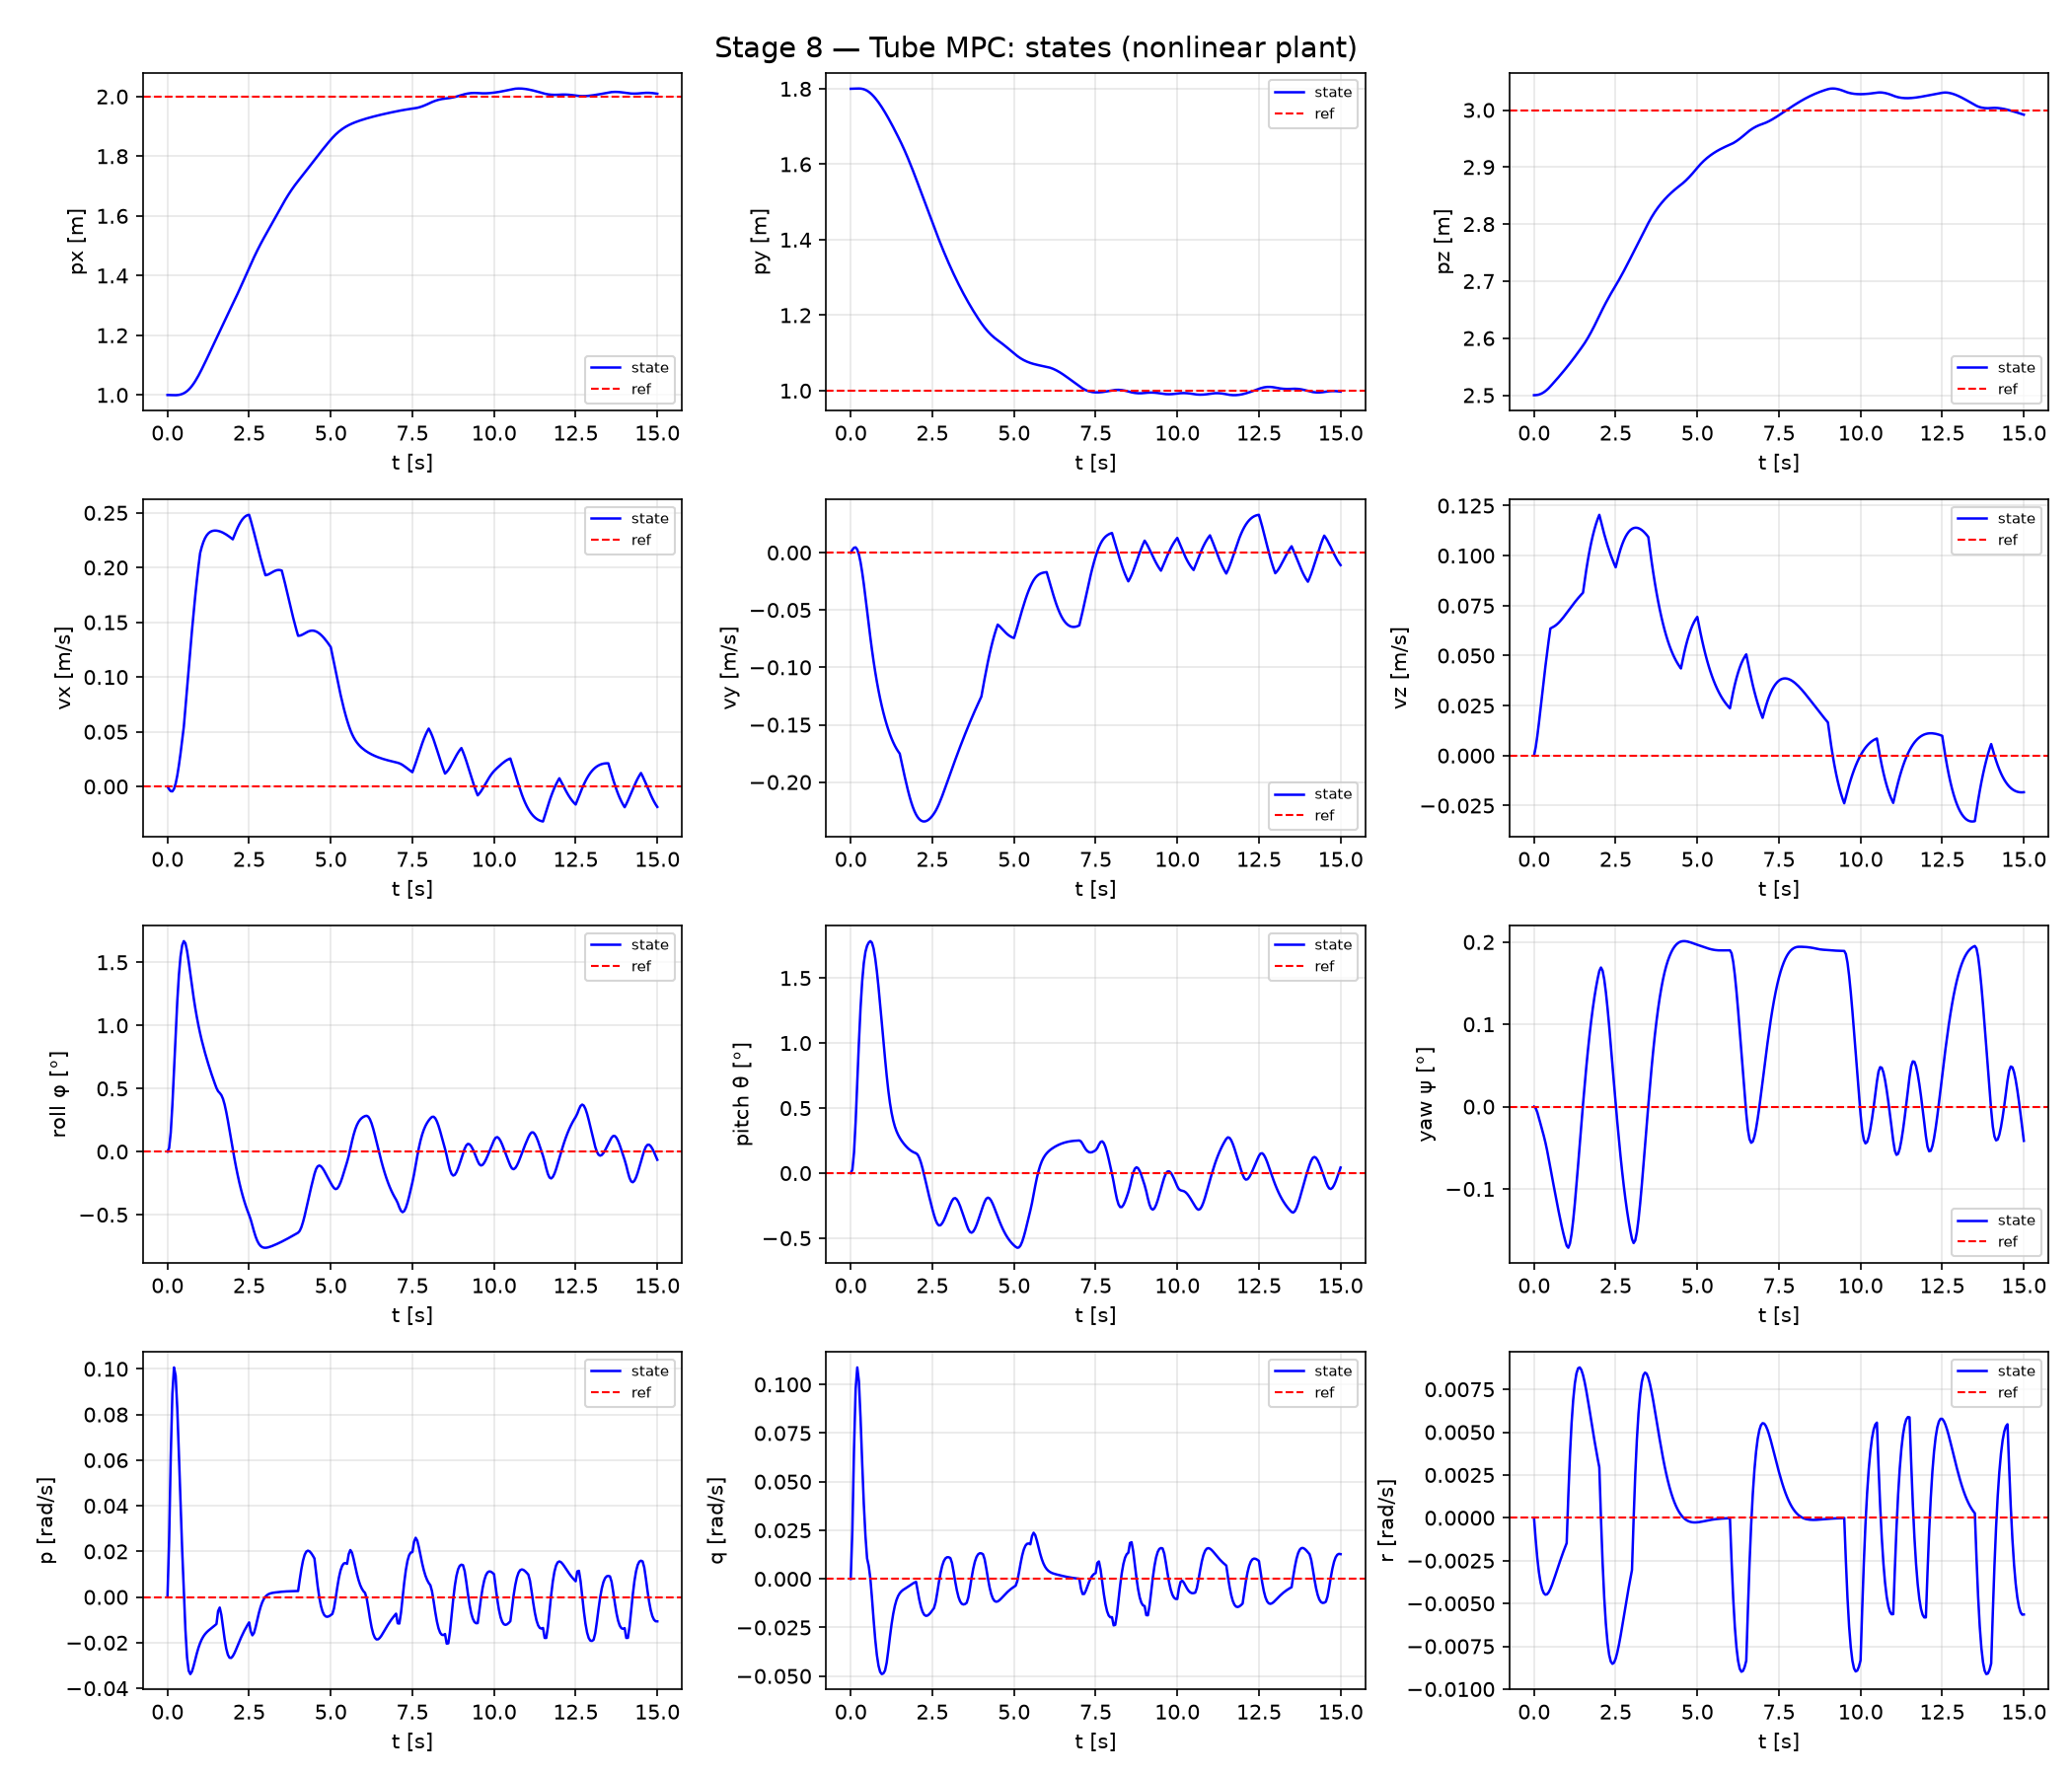 Stage 8 — Tube MPC: states (nonlinear plant)
px [m]
2.0
1.8
1.6
1.4
1.2
1.0
state
ref
0.0 2.5 5.0 7.5 10.0 12.5 15.0
t [s]
py [m]
1.8
1.6
1.4
1.2
1.0
state
ref
0.0 2.5 5.0 7.5 10.0 12.5 15.0
t [s]
pz [m]
3.0
2.9
2.8
2.7
2.6
2.5
state
ref
0.0 2.5 5.0 7.5 10.0 12.5 15.0
t [s]
vx [m/s]
0.25
0.20
0.15
0.10
0.05
0.00
state
ref
0.0 2.5 5.0 7.5 10.0 12.5 15.0
t [s]
vy [m/s]
0.00
−0.05
−0.10
−0.15
−0.20
state
ref
0.0 2.5 5.0 7.5 10.0 12.5 15.0
t [s]
vz [m/s]
0.125
0.100
0.075
0.050
0.025
0.000
−0.025
state
ref
0.0 2.5 5.0 7.5 10.0 12.5 15.0
t [s]
roll φ [°]
1.5
1.0
0.5
0.0
−0.5
state
ref
0.0 2.5 5.0 7.5 10.0 12.5 15.0
t [s]
pitch θ [°]
1.5
1.0
0.5
0.0
−0.5
state
ref
0.0 2.5 5.0 7.5 10.0 12.5 15.0
t [s]
yaw ψ [°]
0.2
0.1
0.0
−0.1
state
ref
0.0 2.5 5.0 7.5 10.0 12.5 15.0
t [s]
p [rad/s]
0.10
0.08
0.06
0.04
0.02
0.00
−0.02
−0.04
state
ref
0.0 2.5 5.0 7.5 10.0 12.5 15.0
t [s]
q [rad/s]
0.100
0.075
0.050
0.025
0.000
−0.025
−0.050
state
ref
0.0 2.5 5.0 7.5 10.0 12.5 15.0
t [s]
r [rad/s]
0.0075
0.0050
0.0025
0.0000
−0.0025
−0.0050
−0.0075
−0.0100
state
ref
0.0 2.5 5.0 7.5 10.0 12.5 15.0
t [s]